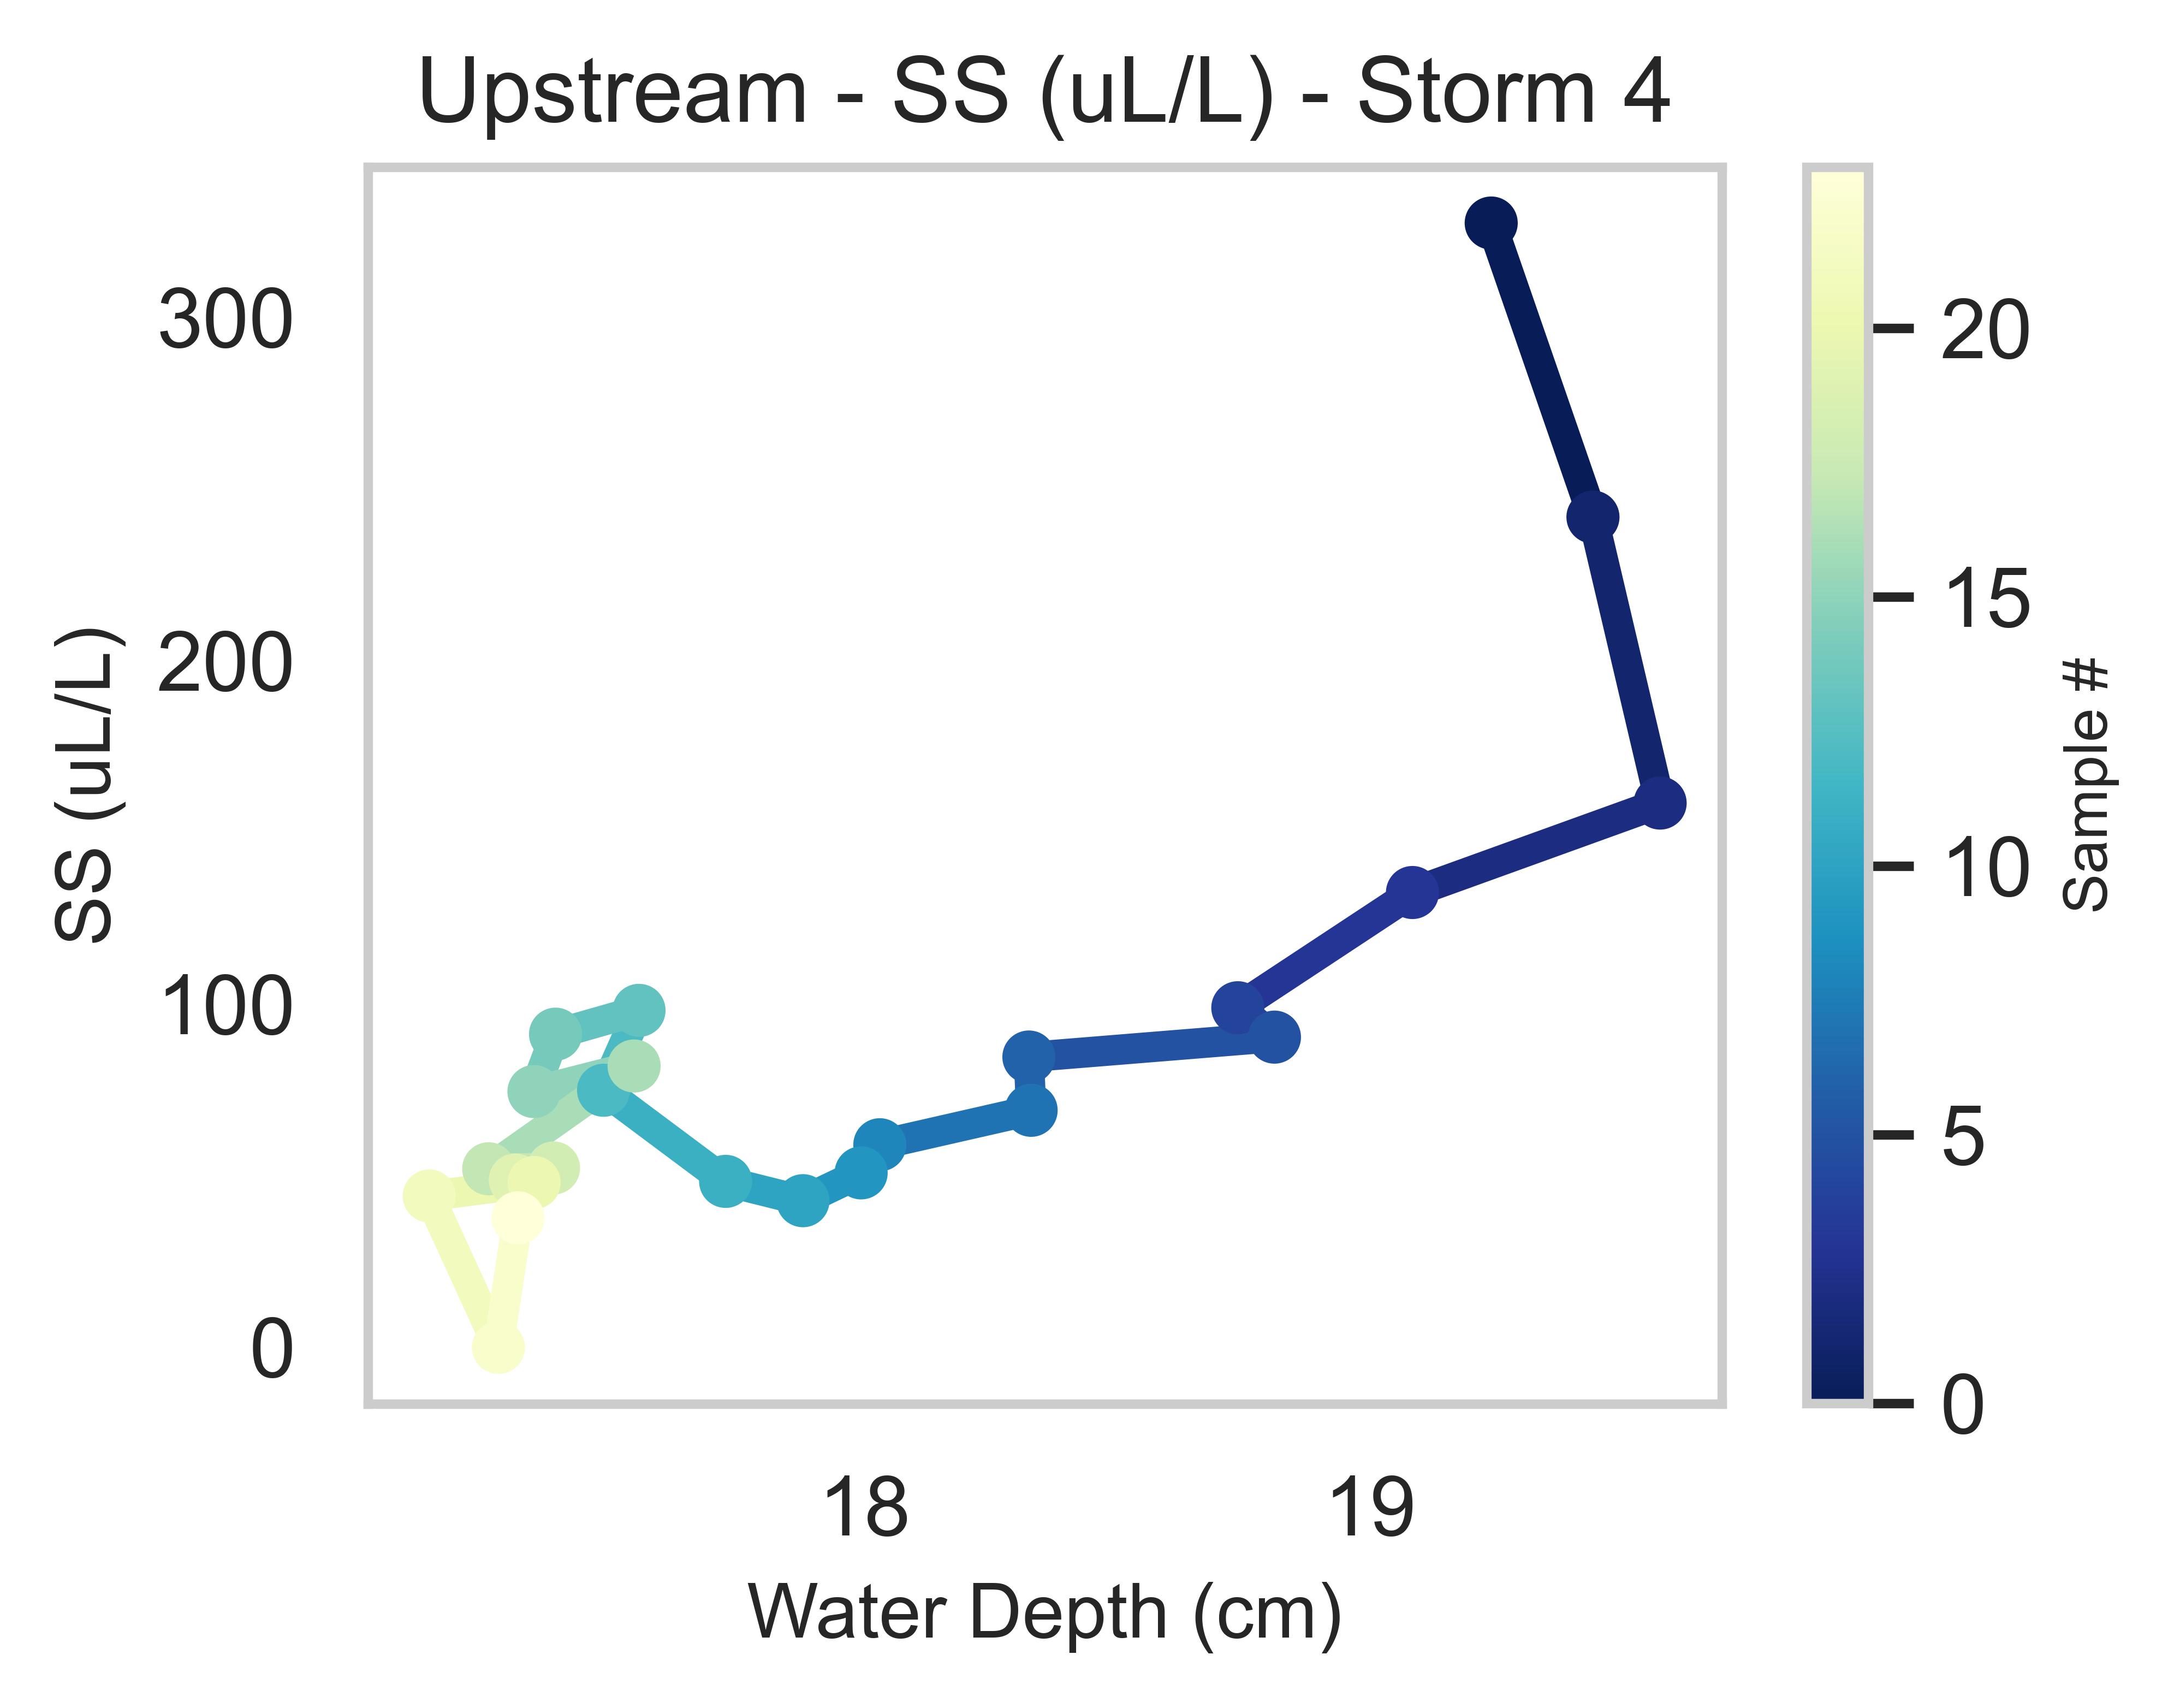 Upstream - SS (uL/L) - Storm 4
SS (uL/L)
300
200
100
0
18
19
Water Depth (cm)
20
15
10
5
0
Sample #